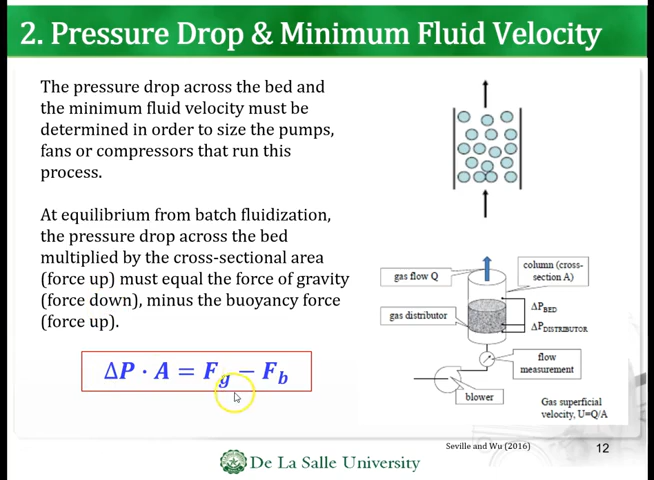 2. Pressure Drop & Minimum Fluid Velocity
The pressure drop across the bed and
the minimum fluid velocity must be
determined in order to size the pumps,
fans or compressors that run this
process.
At equilibrium from batch fluidization,
the pressure drop across the bed
multiplied by the cross-sectional area
(force up) must equal the force of gravity
(force down), minus the buoyancy force
(force up).
ΔP · A = F_g − F_b
gas flow Q
column (cross-
section A)
gas distributor
ΔP_BED
ΔP_DISTRIBUTOR
flow
measurement
blower
Gas superficial
velocity, U=Q/A
Seville and Wu (2016)
12
De La Salle University